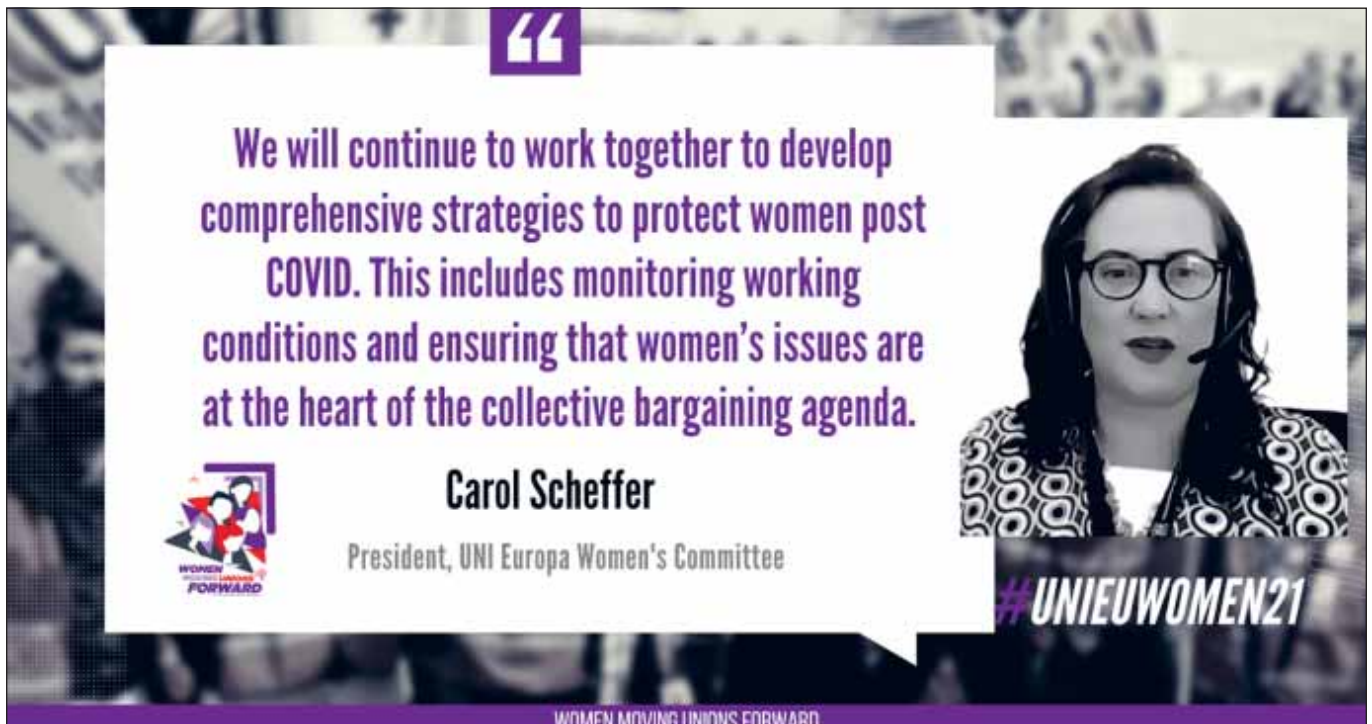 We will continue to work together to develop
comprehensive strategies to protect women post
COVID. This includes monitoring working
conditions and ensuring that women's issues are
at the heart of the collective bargaining agenda.
Carol Scheffer
President, UNI Europa Women's Committee
WOMEN
MOVING UNIONS
FORWARD
#UNIEUWOMEN21
WOMEN MOVING UNIONS FORWARD